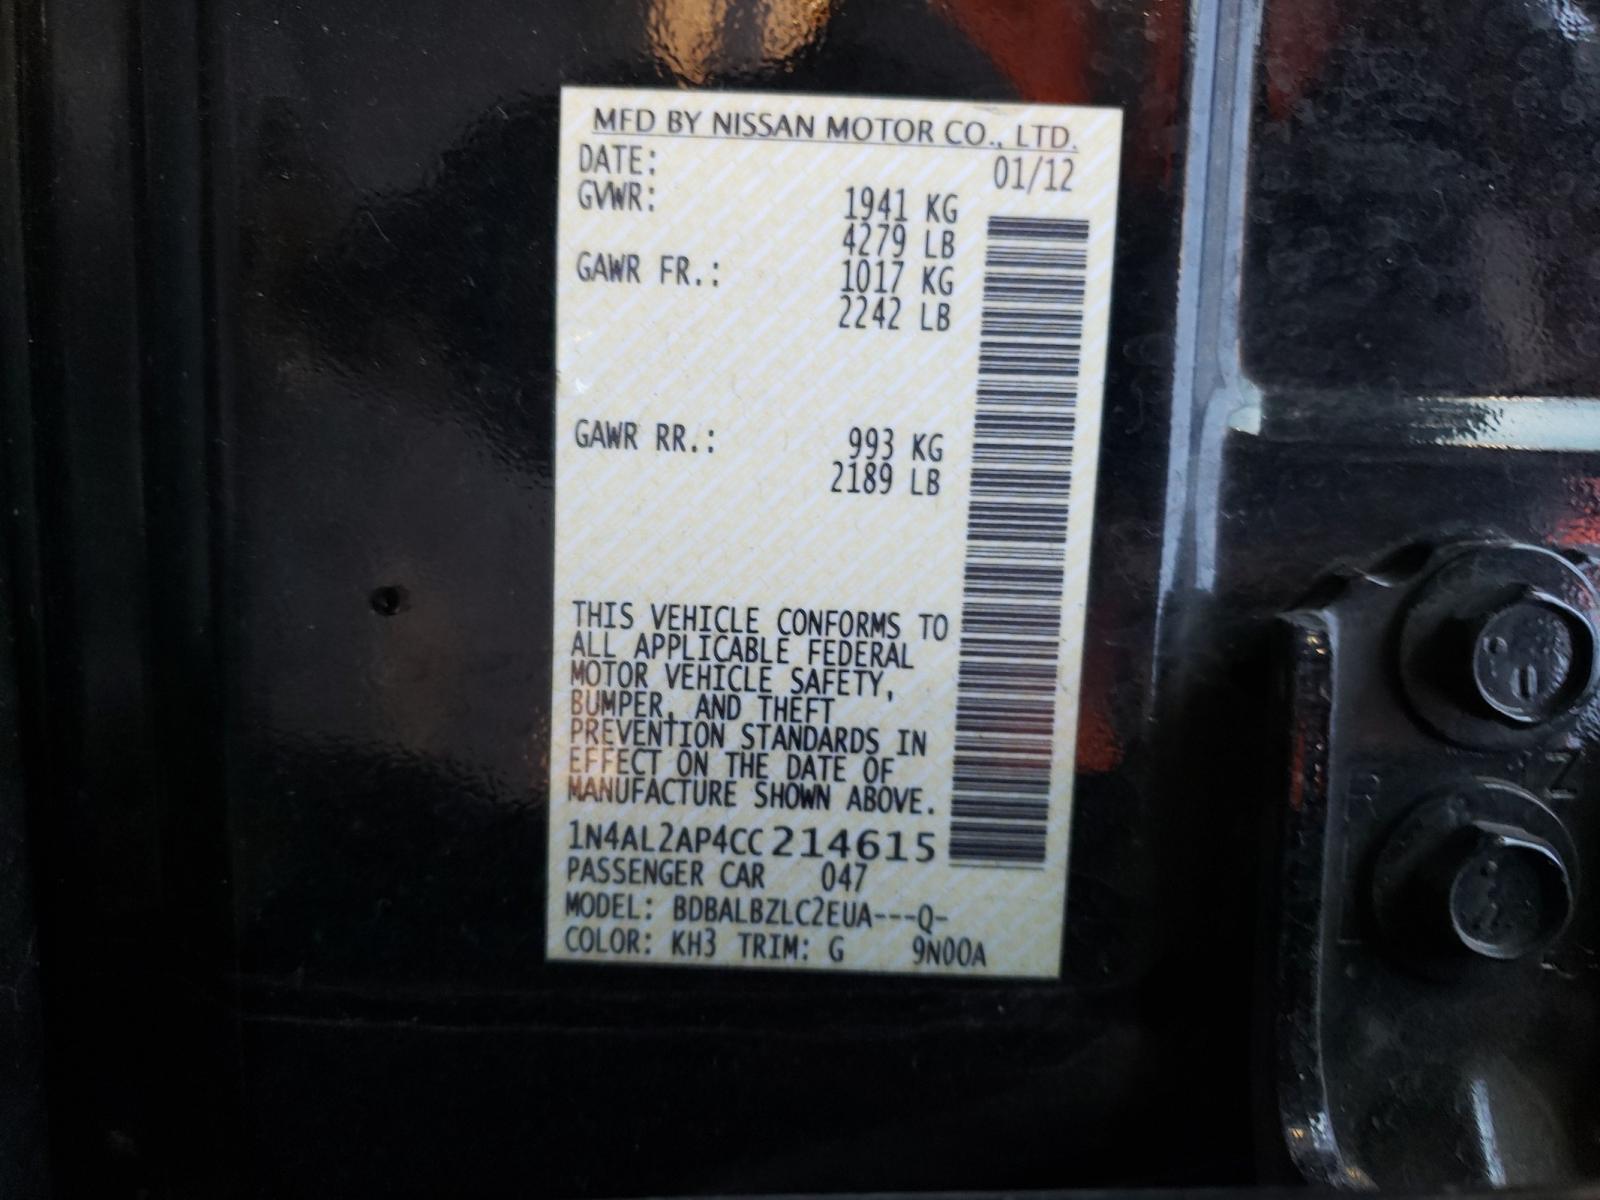 MFD BY NISSAN MOTOR CO., LTD.
DATE: 01/12
GVWR: 1941 KG
4279 LB
GAWR FR.: 1017 KG
2242 LB
GAWR RR.: 993 KG
2189 LB
THIS VEHICLE CONFORMS TO
ALL APPLICABLE FEDERAL
MOTOR VEHICLE SAFETY,
BUMPER, AND THEFT
PREVENTION STANDARDS IN
EFFECT ON THE DATE OF
MANUFACTURE SHOWN ABOVE.
1N4AL2AP4CC214615
PASSENGER CAR 047
MODEL: BDBALBZLC2EUA---Q-
COLOR: KH3 TRIM: G 9N00A